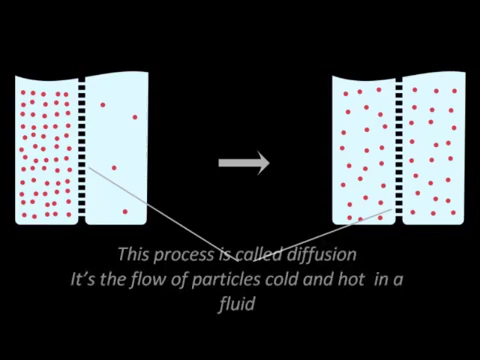 This process is called diffusion
It's the flow of particles cold and hot in a
fluid